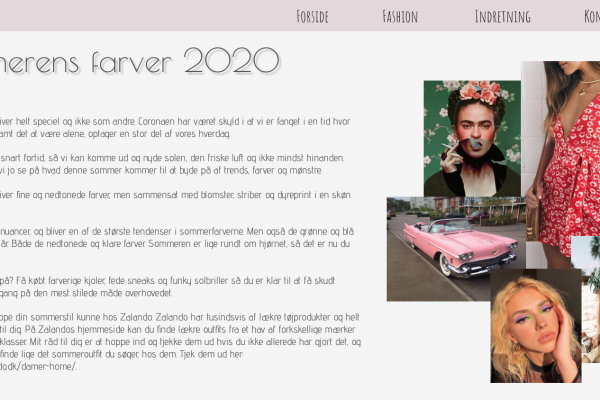 Forside Fashion Indretning
merens farver 2020
iver helt speciel og ikke som andre. Coronaen har været skyld i at vi er fanget i en tid hvor
amt det at være alene, optager en stor del af vores hverdag.
snart fortid, så vi kan komme ud og nyde solen, den friske luft og ikke mindst hinanden.
vi jo se på hvad denne sommer kommer til at byde på af trends, farver og mønstre.
iver fine og nedtonede farver, men sammensat med blomster, striber og dyreprint i en skøn
nuancer, og bliver en af de største tendenser i sommerfarverne. Men også de grønne og blå
år. Både de nedtonede og klare farver. Sommeren er lige rundt om hjørnet, så det er nu du
på? Få købt farverige kjoler, fede sneaks og funky solbriller så du er klar til at få skudt
gang på den mest stilede måde overhovedet.
ppe din sommerstil kunne hos Zalando. Zalando har tusindsvis af lækre tøjprodukter og helt
til dig. På Zalandos hjemmeside kan du finde lækre outfits fra et hav af forkskellige mærker
klasser. Mit råd til dig er at hoppe ind og tjekke dem ud hvis du ikke allerede har gjort det, og
finde lige det sommeroutfit du søger, hos dem. Tjek dem ud her:
do.dk/damer-home/.